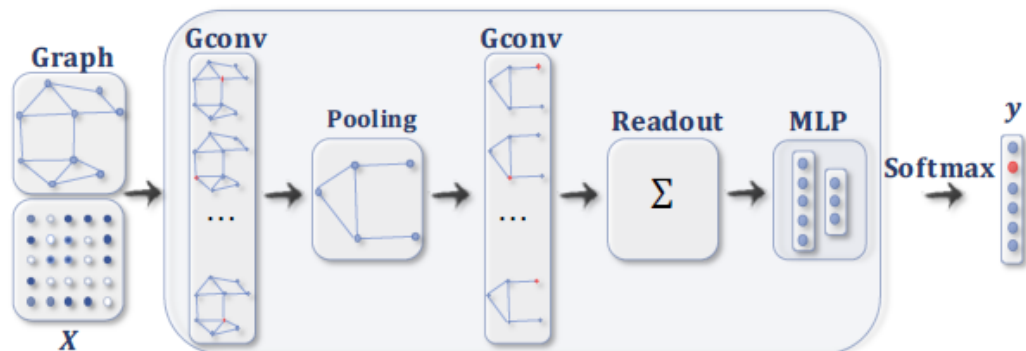 Graph
X
Gconv
...
Pooling
Gconv
...
Readout
Σ
MLP
Softmax
y